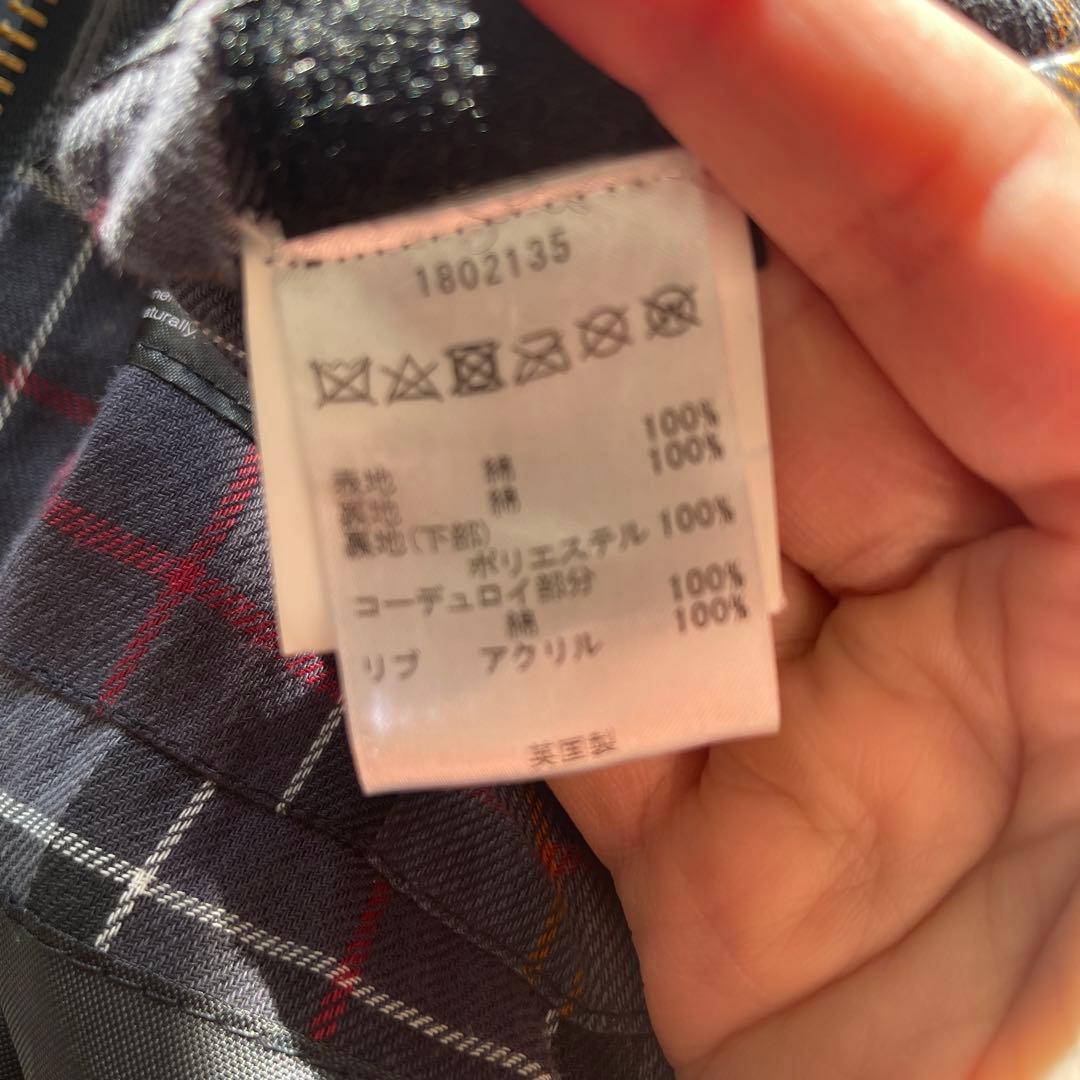 1802135
表地 綿 100%
裏地 綿 100%
裏地(下部)
ポリエステル 100%
コーデュロイ部分
綿 100%
リブ アクリル 100%
英国製
aturally.